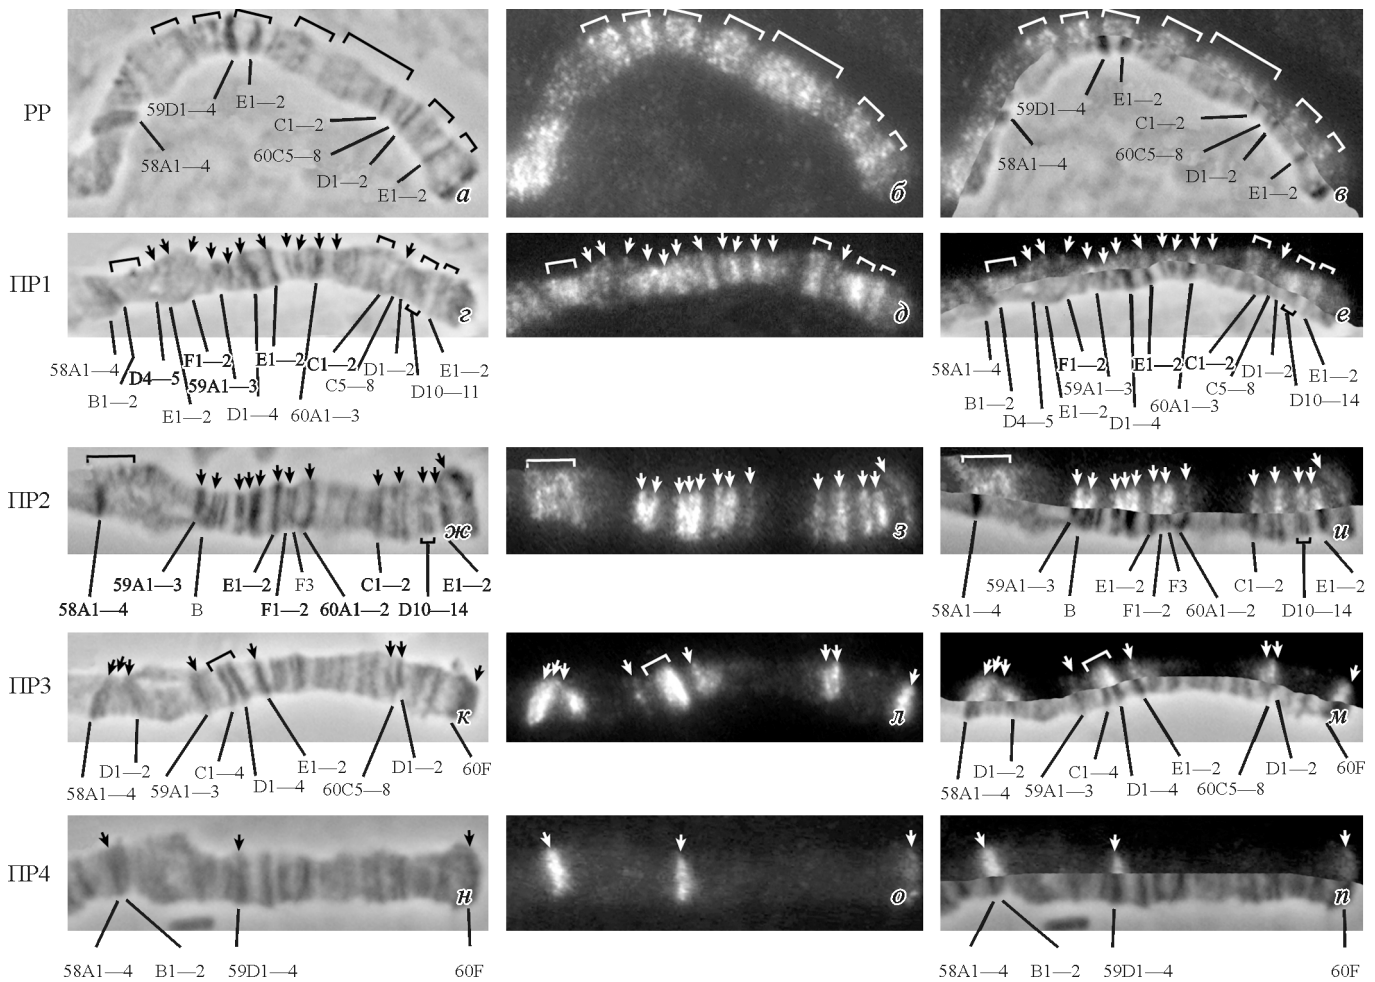 РР
59D1—4
E1—2
C1—2
60C5—8
58A1—4
D1—2
E1—2
а
б
59D1—4
E1—2
C1—2
60C5—8
58A1—4
D1—2
E1—2
в
ПР1
г
д
е
58A1—4
B1—2
D4—5
E1—2
F1—2
59A1—3
D1—4
E1—2
60A1—3
C1—2
C5—8
D1—2
D10—11
E1—2
58A1—4
B1—2
D4—5
E1—2
F1—2
59A1—3
D1—4
E1—2
60A1—3
C1—2
C5—8
D1—2
D10—14
E1—2
ПР2
ж
з
и
58A1—4
59A1—3
B
E1—2
F1—2
F3
60A1—2
C1—2
D10—14
E1—2
58A1—4
59A1—3
B
E1—2
F1—2
F3
60A1—2
C1—2
D10—14
E1—2
ПР3
к
л
м
58A1—4
D1—2
59A1—3
C1—4
D1—4
E1—2
60C5—8
D1—2
60F
58A1—4
D1—2
59A1—3
C1—4
D1—4
E1—2
60C5—8
D1—2
60F
ПР4
н
о
п
58A1—4
B1—2
59D1—4
60F
58A1—4
B1—2
59D1—4
60F